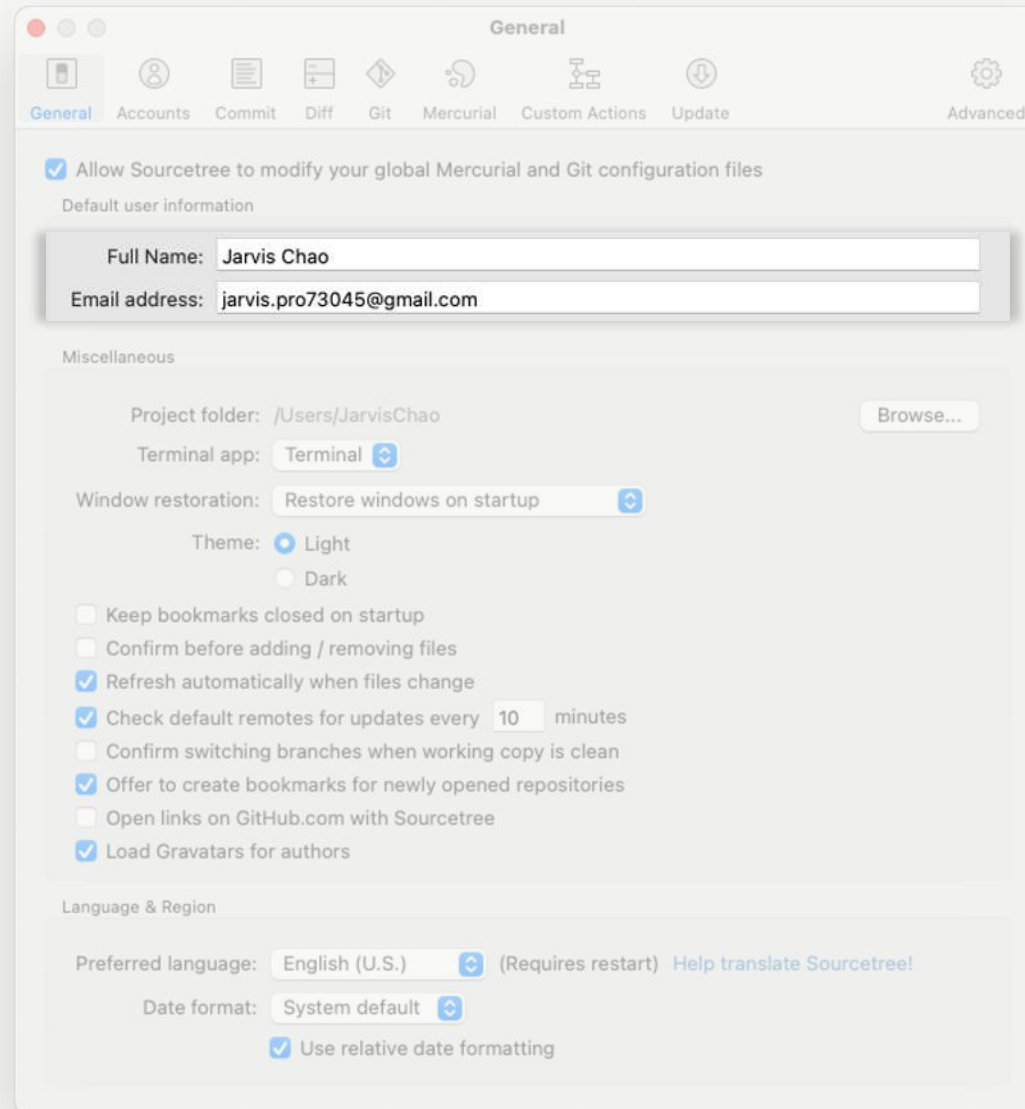 General
General Accounts Commit Diff Git Mercurial Custom Actions Update Advanced
Allow Sourcetree to modify your global Mercurial and Git configuration files
Default user information
Full Name: Jarvis Chao
Email address: jarvis.pro73045@gmail.com
Miscellaneous
Project folder: /Users/JarvisChao Browse...
Terminal app: Terminal
Window restoration: Restore windows on startup
Theme: Light
Dark
Keep bookmarks closed on startup
Confirm before adding / removing files
Refresh automatically when files change
Check default remotes for updates every 10 minutes
Confirm switching branches when working copy is clean
Offer to create bookmarks for newly opened repositories
Open links on GitHub.com with Sourcetree
Load Gravatars for authors
Language & Region
Preferred language: English (U.S.) (Requires restart) Help translate Sourcetree!
Date format: System default
Use relative date formatting